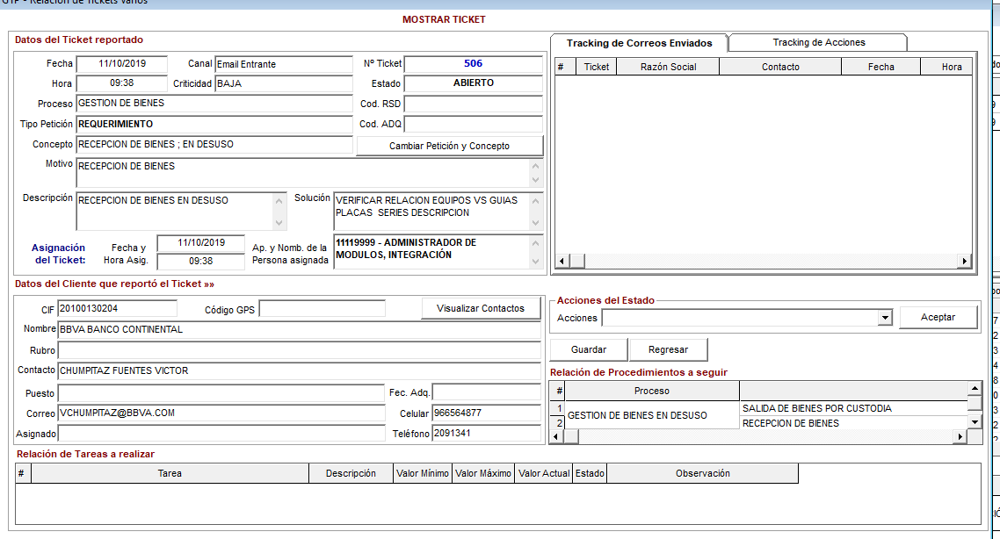 GTP - Relación de Tickets Varios
MOSTRAR TICKET
Datos del Ticket reportado
Fecha 11/10/2019 Canal Email Entrante Nº Ticket 506
Hora 09:38 Criticidad BAJA Estado ABIERTO
Proceso GESTION DE BIENES Cod. RSD
Tipo Petición REQUERIMIENTO Cod. ADQ
Concepto RECEPCION DE BIENES ; EN DESUSO Cambiar Petición y Concepto
Motivo RECEPCION DE BIENES
Descripción RECEPCION DE BIENES EN DESUSO Solución VERIFICAR RELACION EQUIPOS VS GUIAS
PLACAS SERIES DESCRIPCION
Asignación del Ticket: Fecha y Hora Asig. 11/10/2019
09:38
Ap. y Nomb. de la Persona asignada 11119999 - ADMINISTRADOR DE
MODULOS, INTEGRACIÓN
Tracking de Correos Enviados Tracking de Acciones
# Ticket Razón Social Contacto Fecha Hora
Datos del Cliente que reportó el Ticket »»
CIF 20100130204 Código GPS Visualizar Contactos
Nombre BBVA BANCO CONTINENTAL
Rubro
Contacto CHUMPITAZ FUENTES VICTOR
Puesto Fec. Adq.
Correo VCHUMPITAZ@BBVA.COM Celular 966564877
Asignado Teléfono 2091341
Acciones del Estado
Acciones Aceptar
Guardar Regresar
Relación de Procedimientos a seguir
# Proceso
1 GESTION DE BIENES EN DESUSO SALIDA DE BIENES POR CUSTODIA
2 RECEPCION DE BIENES
Relación de Tareas a realizar
# Tarea Descripción Valor Mínimo Valor Máximo Valor Actual Estado Observación